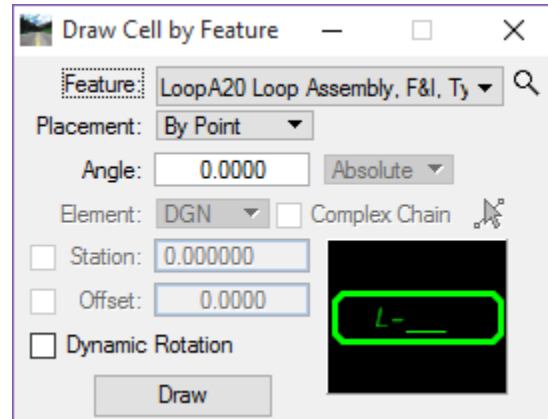 Draw Cell by Feature
Feature: LoopA20 Loop Assembly, F&I, Ty
Placement: By Point
Angle: 0.0000 Absolute
Element: DGN Complex Chain
Station: 0.000000
Offset: 0.0000
L-__
Dynamic Rotation
Draw